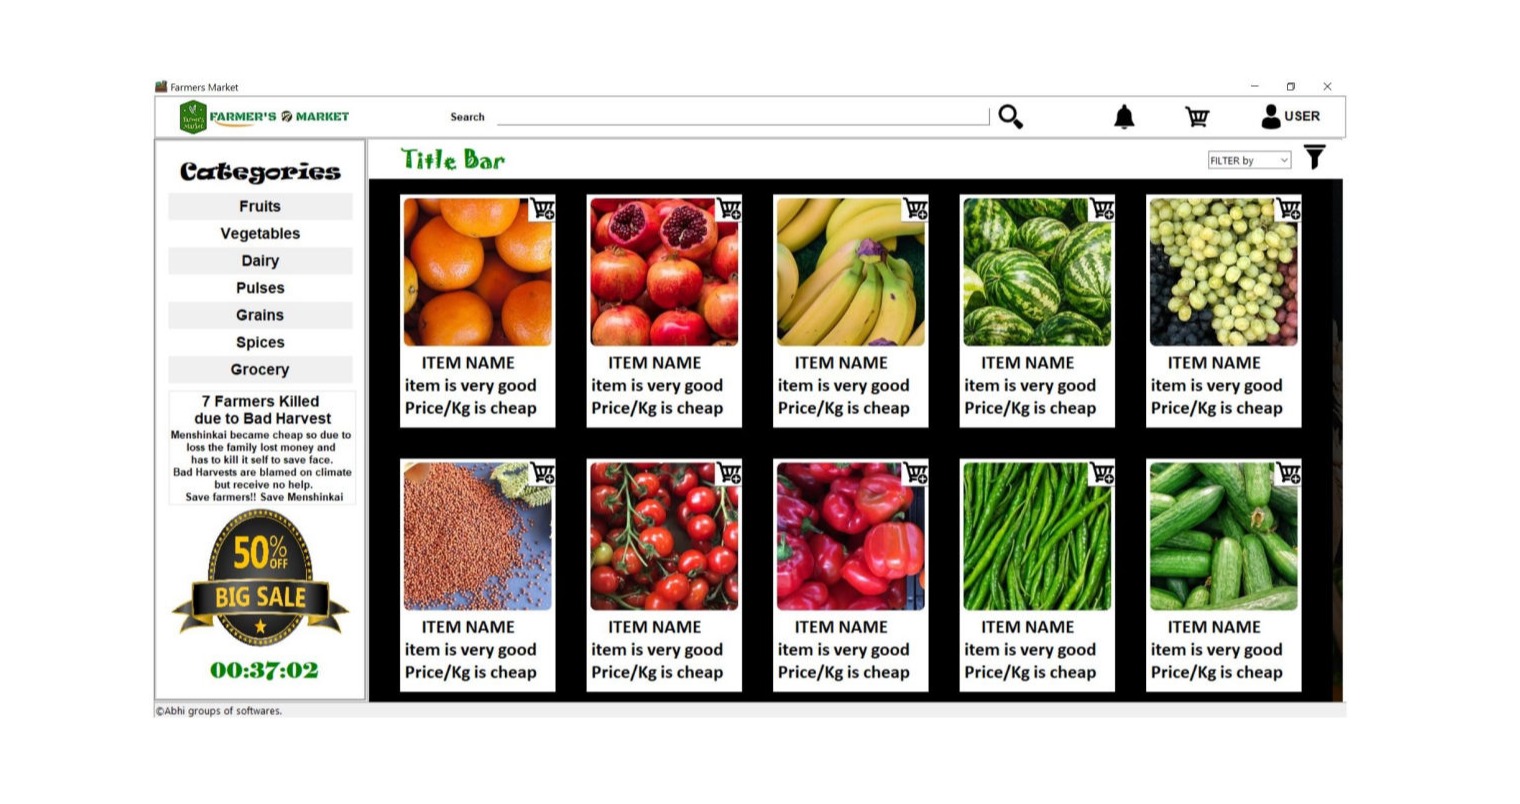 Farmers Market
FARMER'S MARKET
Farmer's
Market
Search
USER
Categories
Title Bar
FILTER by
Fruits
Vegetables
Dairy
Pulses
Grains
Spices
Grocery
7 Farmers Killed
due to Bad Harvest
Menshinkai became cheap so due to
loss the family lost money and
has to kill it self to save face.
Bad Harvests are blamed on climate
but receive no help.
Save farmers!! Save Menshinkai
50%
OFF
BIG SALE
00:37:02
ITEM NAME
item is very good
Price/Kg is cheap
ITEM NAME
item is very good
Price/Kg is cheap
ITEM NAME
item is very good
Price/Kg is cheap
ITEM NAME
item is very good
Price/Kg is cheap
ITEM NAME
item is very good
Price/Kg is cheap
ITEM NAME
item is very good
Price/Kg is cheap
ITEM NAME
item is very good
Price/Kg is cheap
ITEM NAME
item is very good
Price/Kg is cheap
ITEM NAME
item is very good
Price/Kg is cheap
ITEM NAME
item is very good
Price/Kg is cheap
©Abhi groups of softwares.